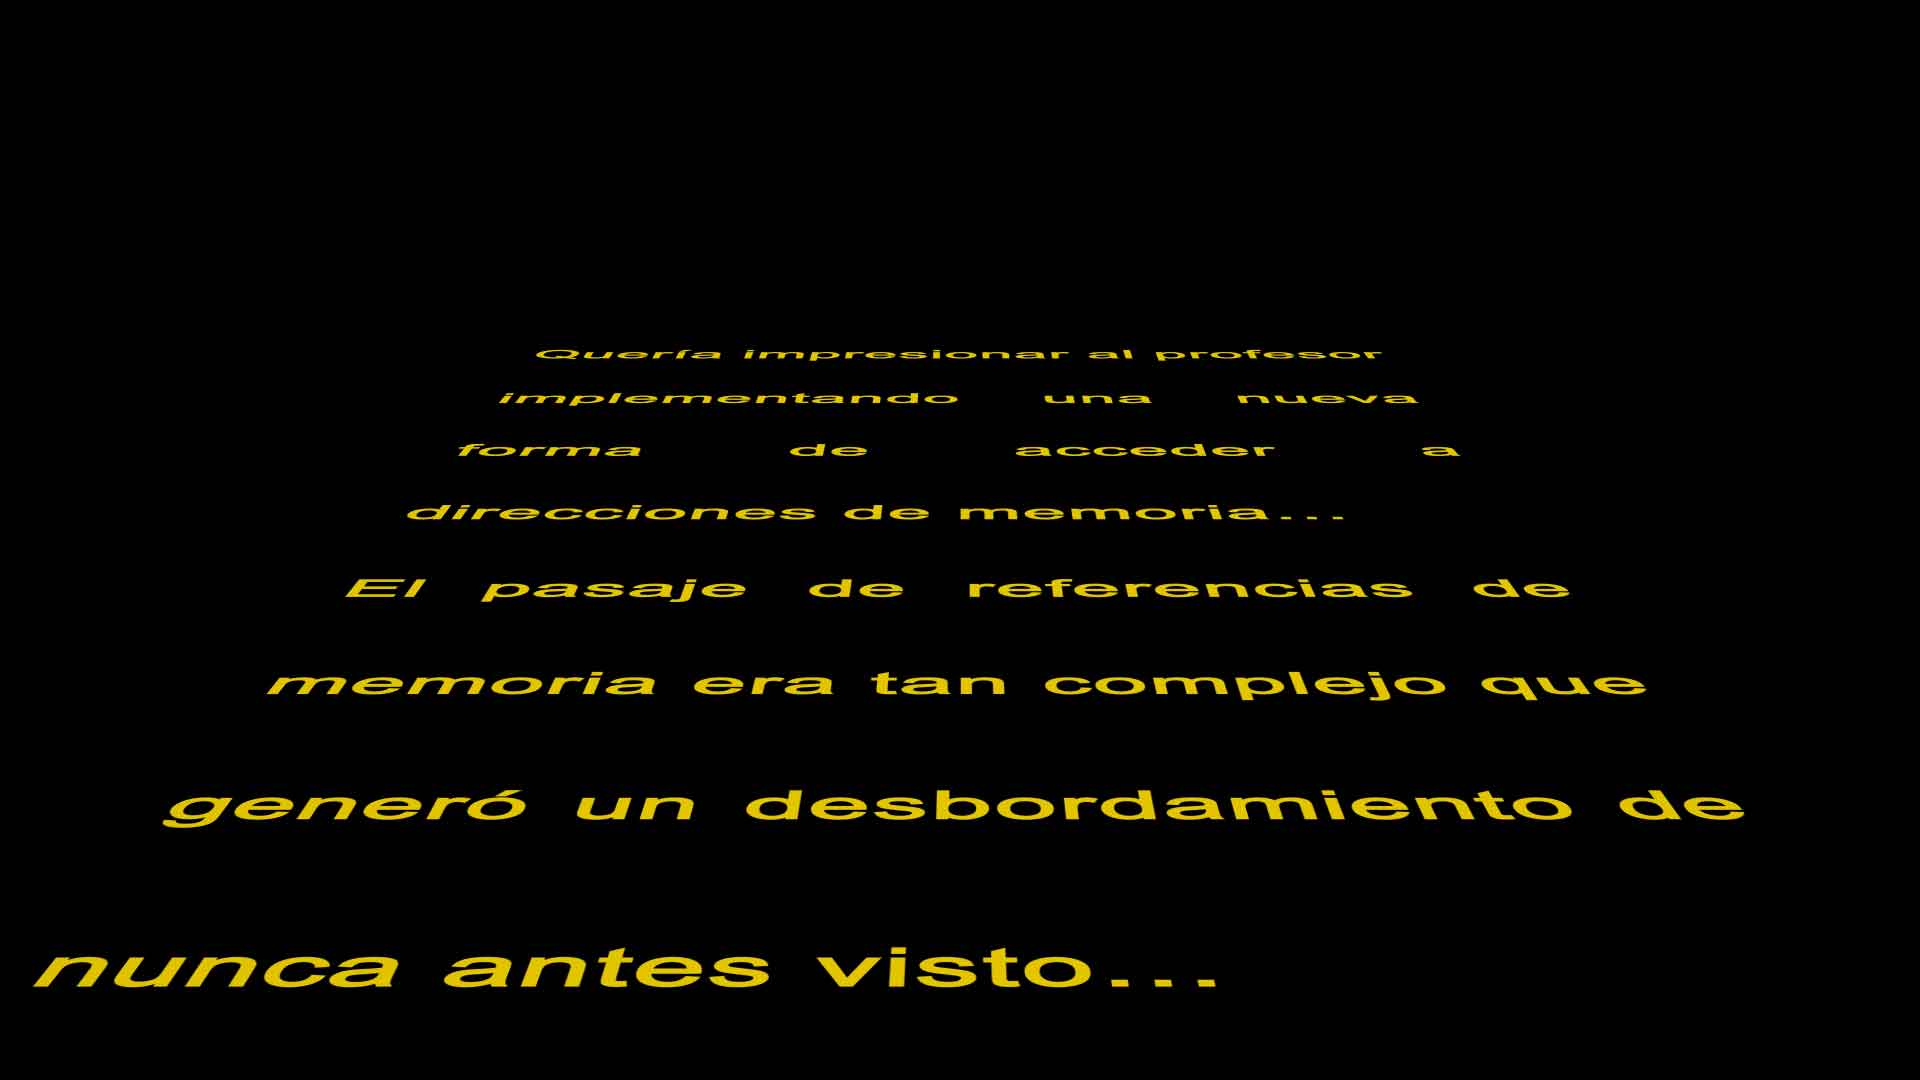 Quería impresionar al profesor
implementando una nueva
forma de acceder a
direcciones de memoria...
El pasaje de referencias de
memoria era tan complejo que
generó un desbordamiento de
nunca antes visto...